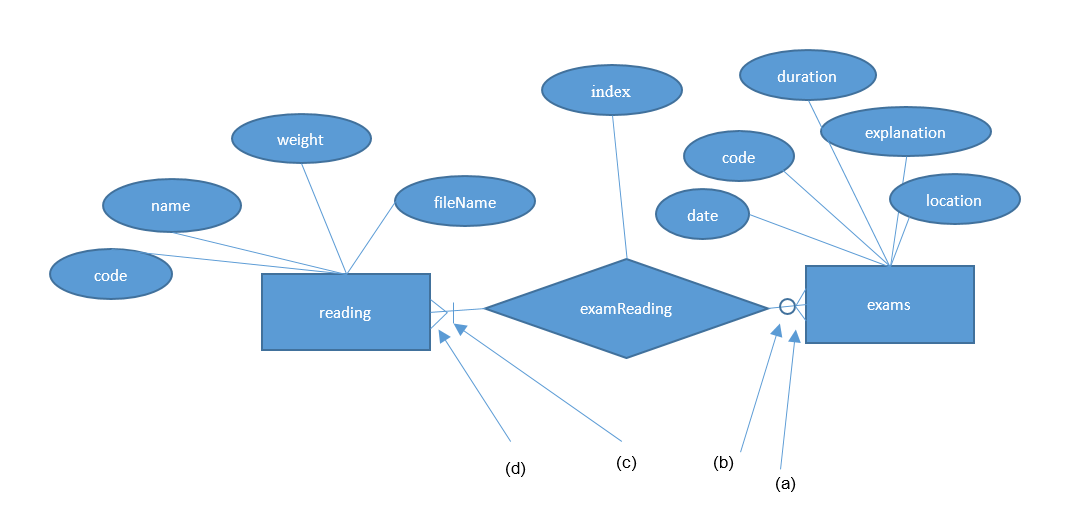 duration
index
explanation
weight
code
fileName
location
name
date
code
reading
examReading
exams
(d)
(c)
(b)
(a)